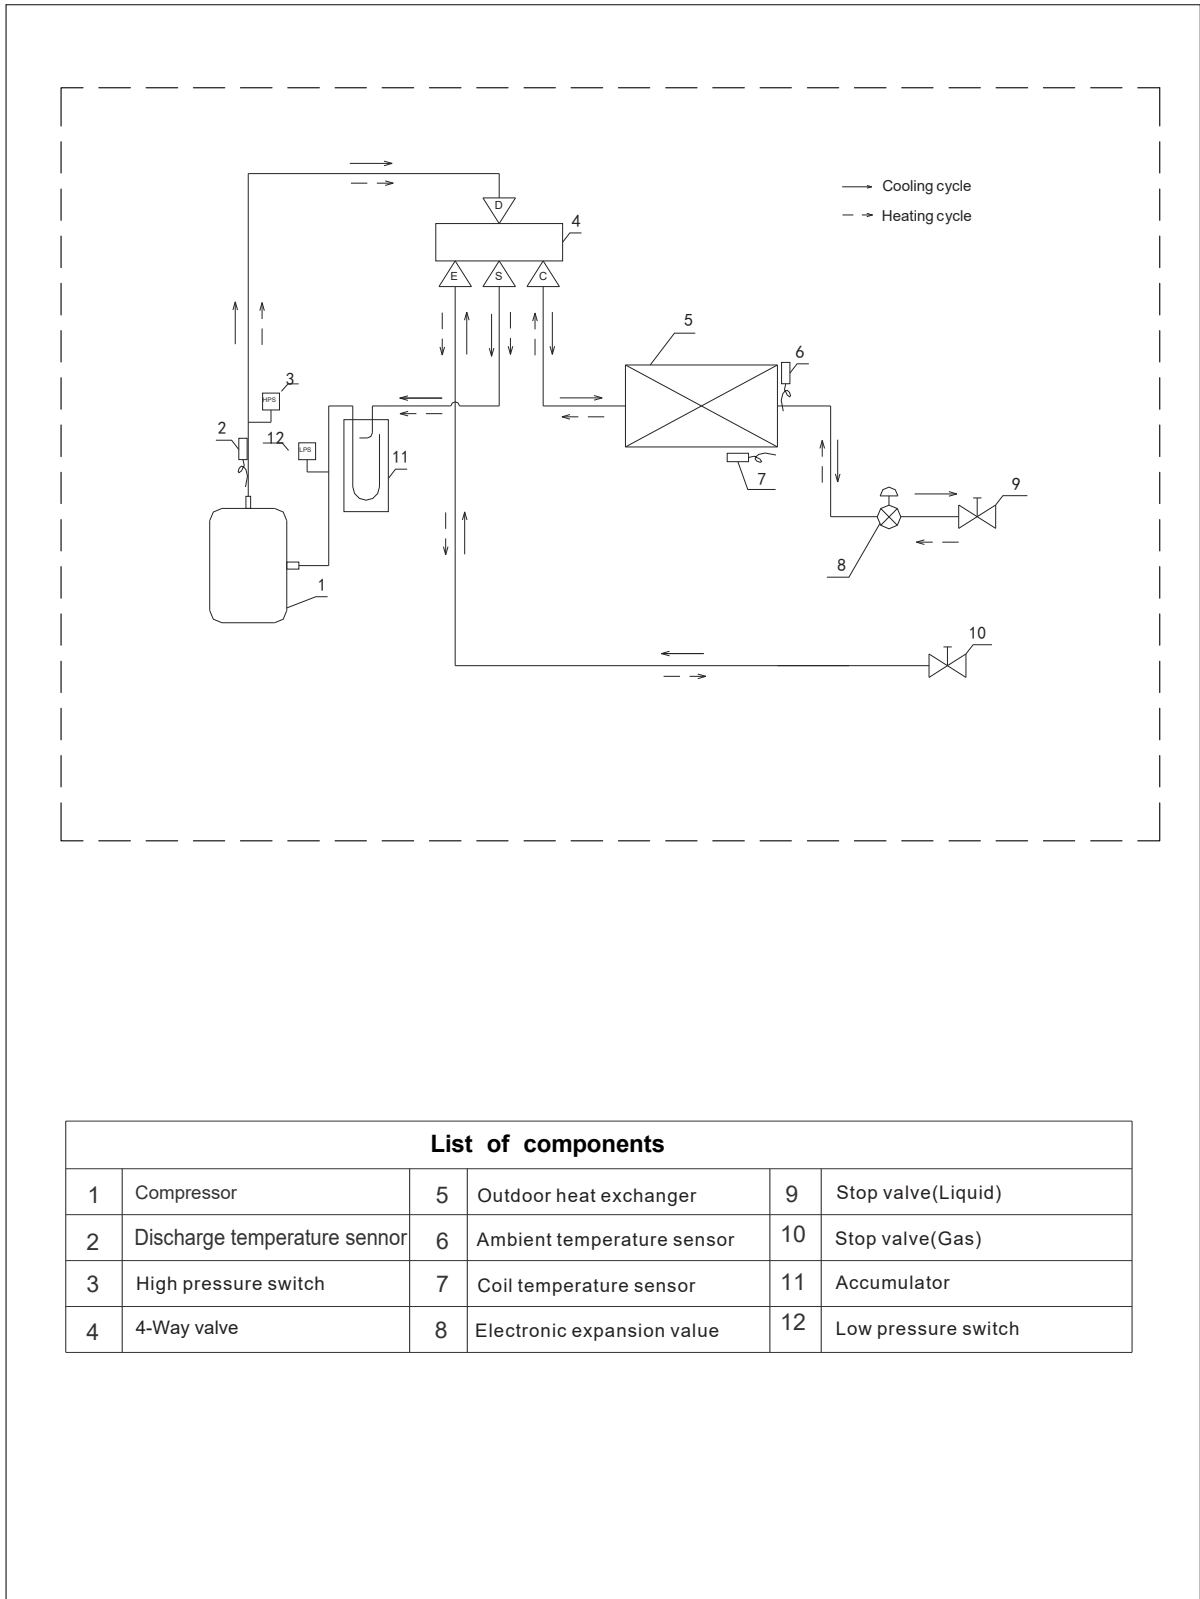 D
Cooling cycle
4
Heating cycle
E
S
C
5
6
3
HPS
2
12
LPS
11
7
9
8
1
10
List of components
1 Compressor 5 Outdoor heat exchanger 9 Stop valve(Liquid)
2 Discharge temperature sennor 6 Ambient temperature sensor 10 Stop valve(Gas)
3 High pressure switch 7 Coil temperature sensor 11 Accumulator
4 4-Way valve 8 Electronic expansion value 12 Low pressure switch